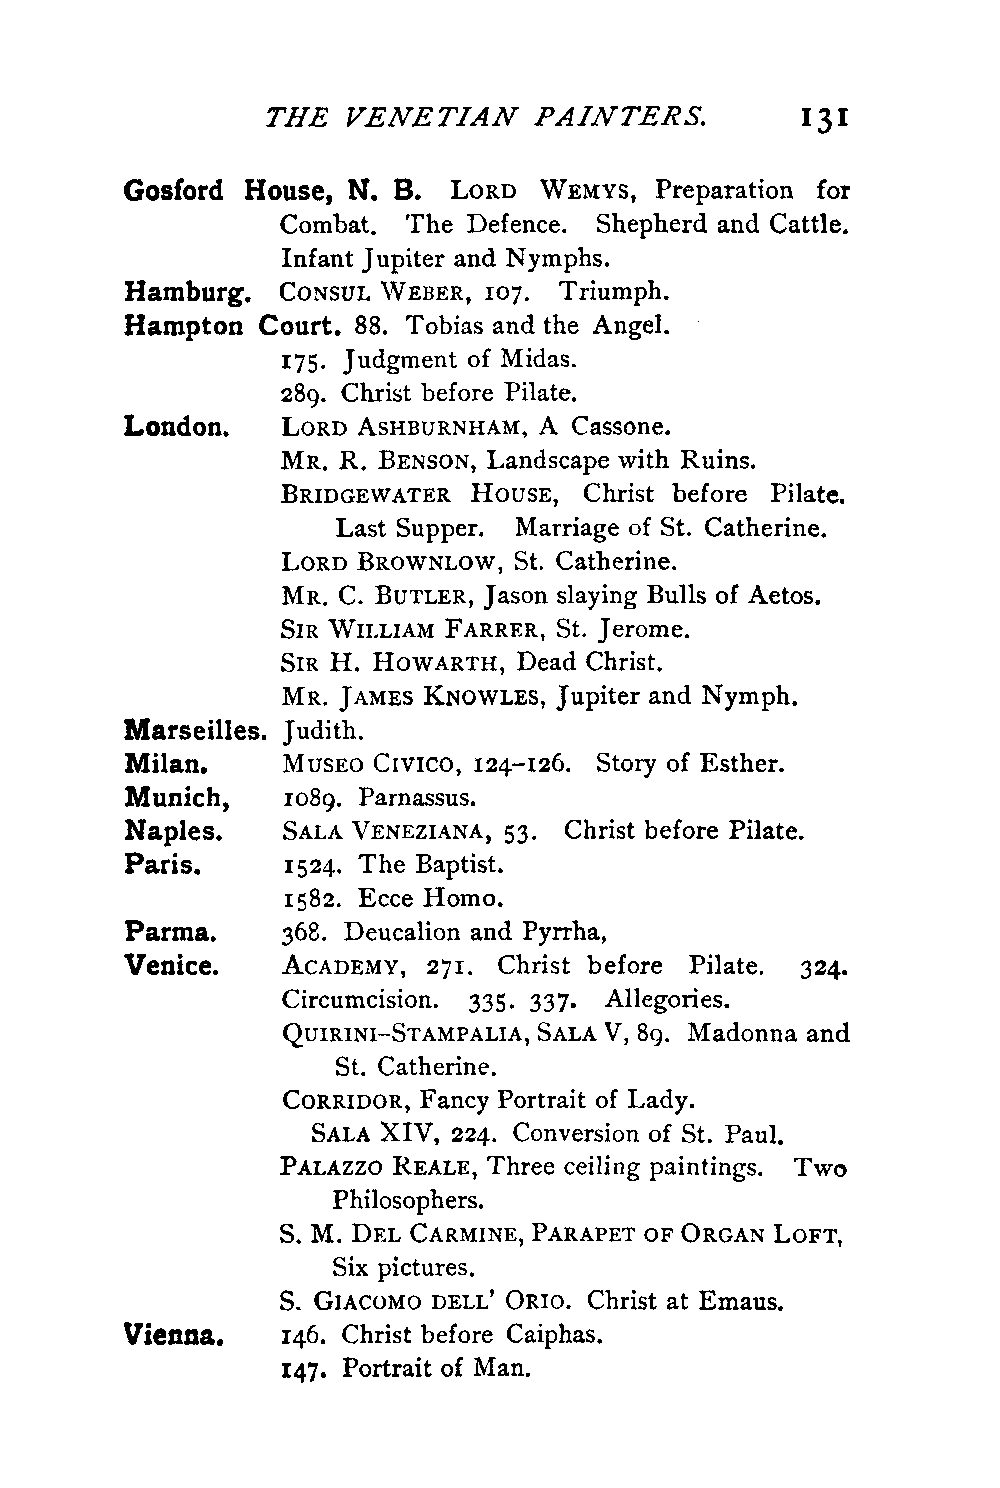 THE VENETIAN PAINTERS. 131
Gosford House, N. B. LORD WEMYS, Preparation for
Combat. The Defence. Shepherd and Cattle.
Infant Jupiter and Nymphs.
Hamburg. CONSUL WEBER, 107. Triumph.
Hampton Court. 88. Tobias and the Angel.
175. Judgment of Midas.
289. Christ before Pilate.
London. LORD ASHBURNHAM, A Cassone.
MR. R. BENSON, Landscape with Ruins.
BRIDGEWATER HOUSE, Christ before Pilate.
Last Supper. Marriage of St. Catherine.
LORD BROWNLOW, St. Catherine.
MR. C. BUTLER, Jason slaying Bulls of Aetos.
SIR WILLIAM FARRER, St. Jerome.
SIR H. HOWARTH, Dead Christ.
MR. JAMES KNOWLES, Jupiter and Nymph.
Marseilles. Judith.
Milan. MUSEO CIVICO, 124–126. Story of Esther.
Munich, 1089. Parnassus.
Naples. SALA VENEZIANA, 53. Christ before Pilate.
Paris. 1524. The Baptist.
1582. Ecce Homo.
Parma. 368. Deucalion and Pyrrha,
Venice. ACADEMY, 271. Christ before Pilate. 324.
Circumcision. 335. 337. Allegories.
QUIRINI–STAMPALIA, SALA V, 89. Madonna and
St. Catherine.
CORRIDOR, Fancy Portrait of Lady.
SALA XIV, 224. Conversion of St. Paul.
PALAZZO REALE, Three ceiling paintings. Two
Philosophers.
S. M. DEL CARMINE, PARAPET OF ORGAN LOFT,
Six pictures.
S. GIACOMO DELL' ORIO. Christ at Emaus.
Vienna. 146. Christ before Caiphas.
147. Portrait of Man.